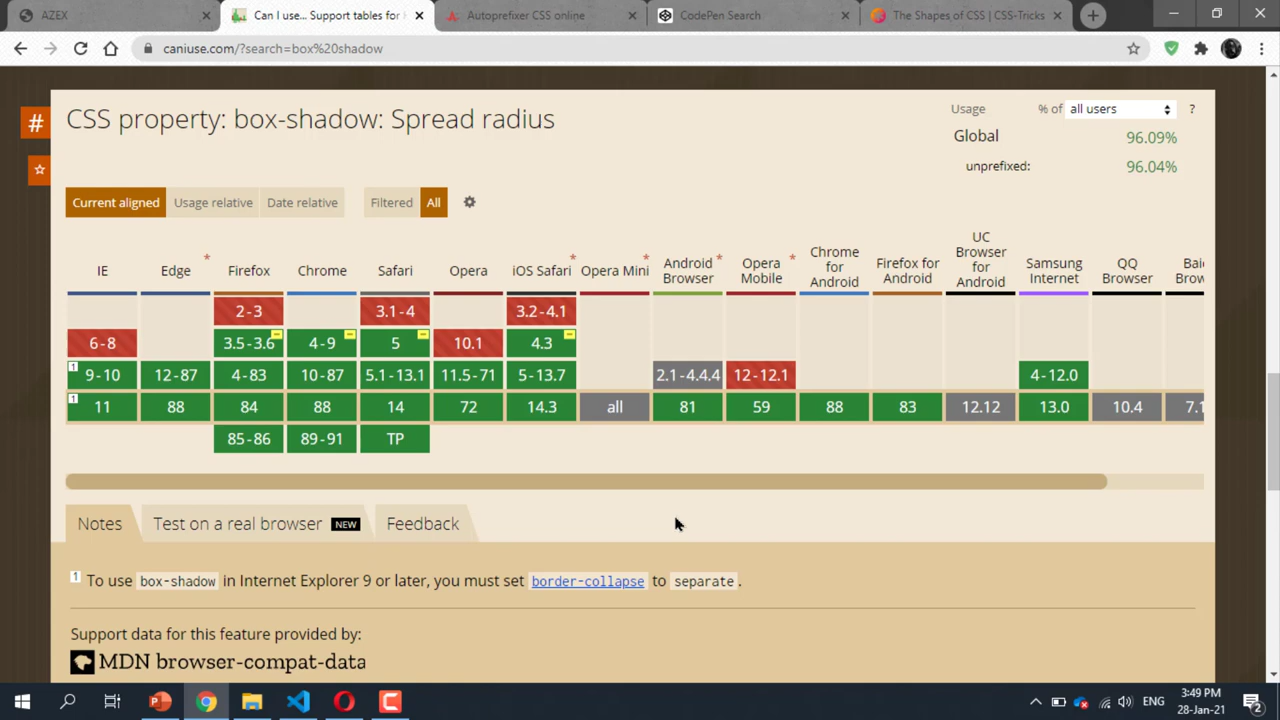 AZEX
Can I use... Support tables for
Autoprefixer CSS online
CodePen Search
The Shapes of CSS | CSS-Tricks
caniuse.com/?search=box%20shadow
#
CSS property: box-shadow: Spread radius
Usage % of all users ?
Global 96.09%
unprefixed: 96.04%
Current aligned Usage relative Date relative Filtered All
IE Edge * Firefox Chrome Safari Opera iOS Safari * Opera Mini * Android Browser * Opera Mobile * Chrome for Android Firefox for Android UC Browser for Android Samsung Internet QQ Browser
2-3 3.1-4 3.2-4.1
6-8 3.5-3.6 4-9 5 10.1 4.3
1 9-10 12-87 4-83 10-87 5.1-13.1 11.5-71 5-13.7 2.1-4.4.4 12-12.1 4-12.0
1 11 88 84 88 14 72 14.3 all 81 59 88 83 12.12 13.0 10.4 7.1
85-86 89-91 TP
Notes Test on a real browser NEW Feedback
1 To use box-shadow in Internet Explorer 9 or later, you must set border-collapse to separate.
Support data for this feature provided by:
MDN browser-compat-data
ENG
3:49 PM
28-Jan-21
2